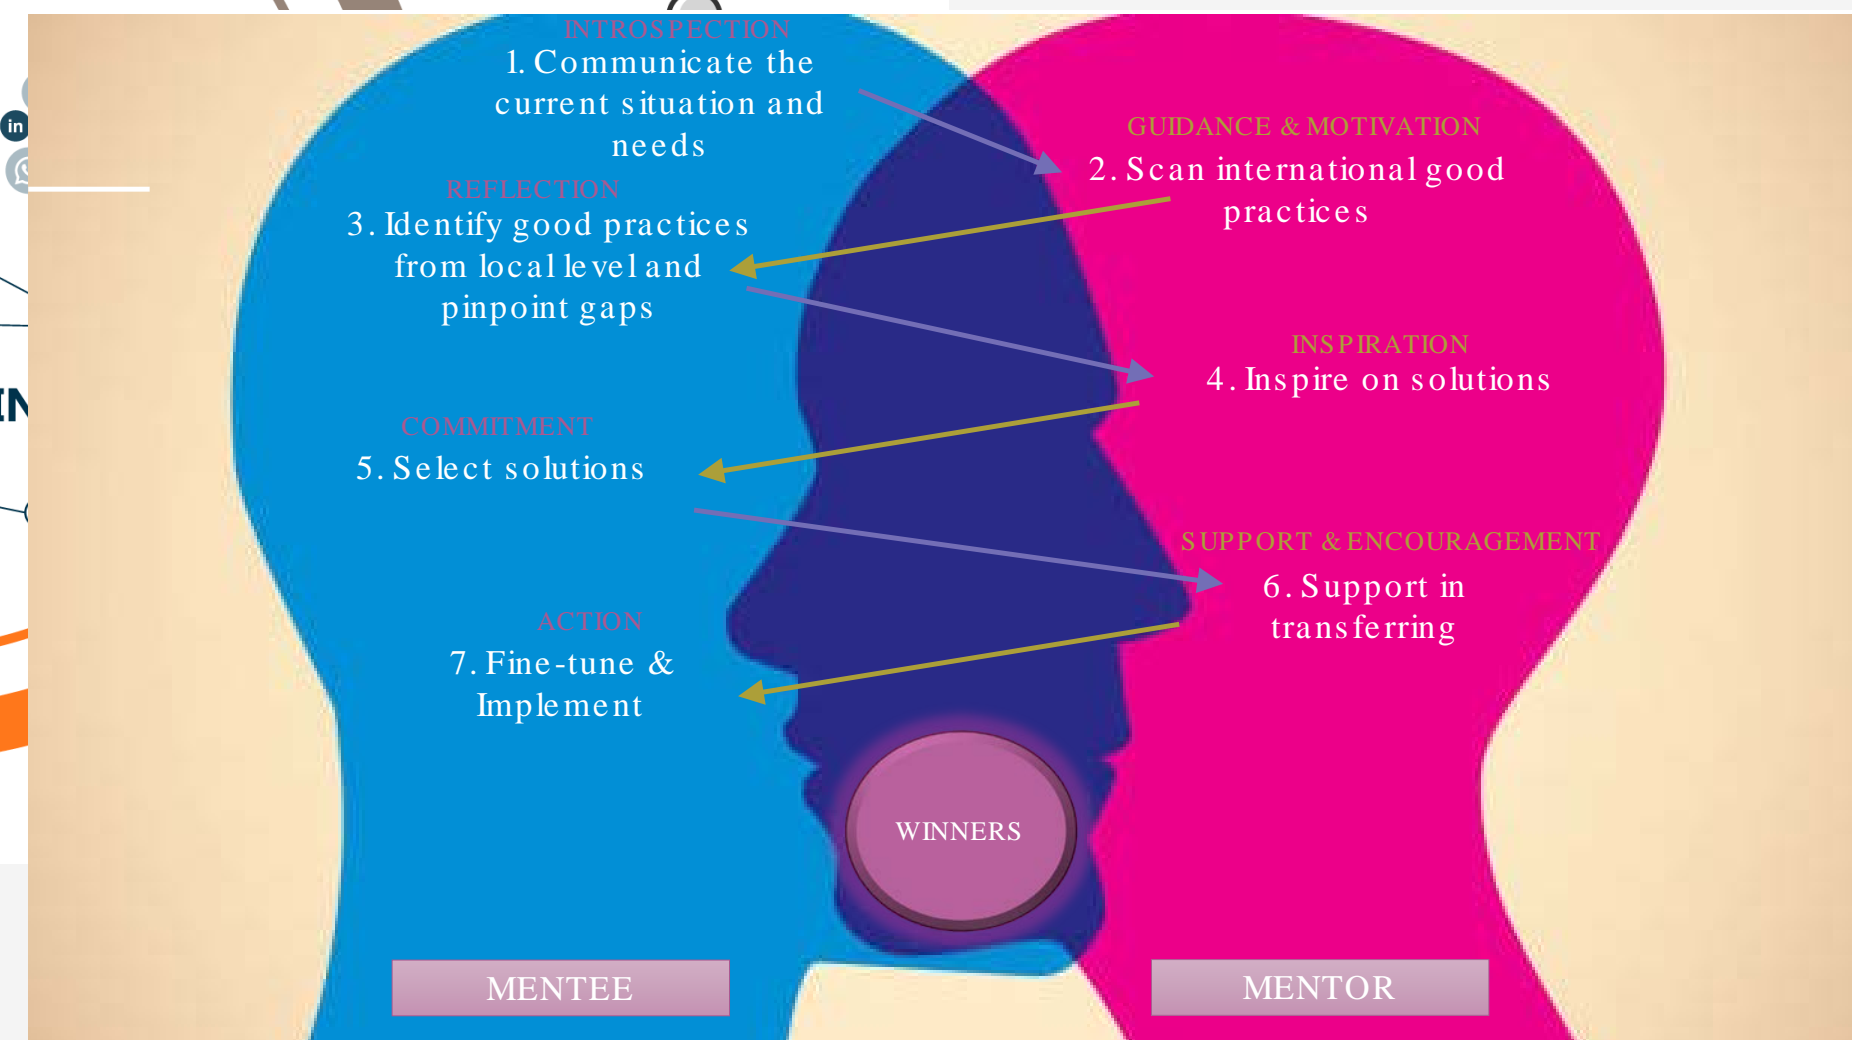 INTROSPECTION
1. Communicate the
current situation and
needs
GUIDANCE & MOTIVATION
2. Scan international good
practices
REFLECTION
3. Identify good practices
from local level and
pinpoint gaps
INSPIRATION
4. Inspire on solutions
COMMITMENT
5. Select solutions
SUPPORT & ENCOURAGEMENT
6. Support in
transferring
ACTION
7. Fine-tune &
Implement
WINNERS
MENTEE
MENTOR
in
IN